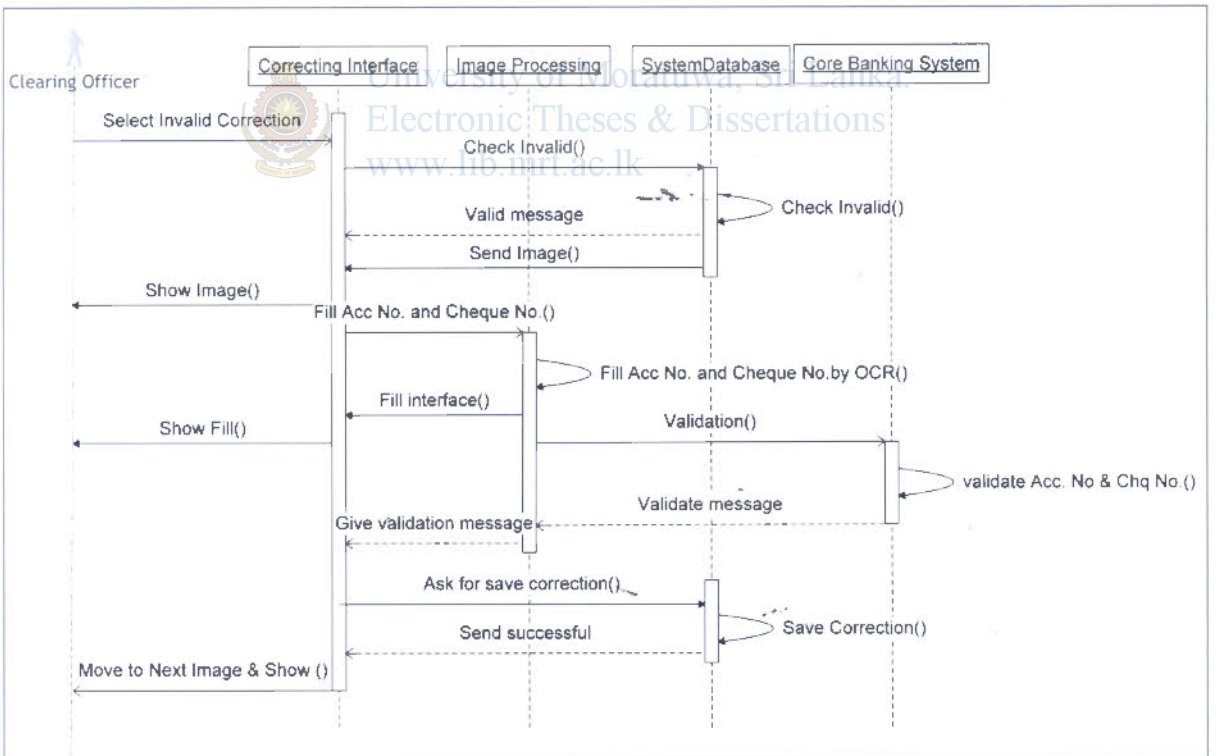 Clearing Officer
Correcting Interface
Image Processing
SystemDatabase
Core Banking System
University of Moratuwa, Sri Lanka.
Electronic Theses & Dissertations
www.lib.mrt.ac.lk
Select Invalid Correction
Check Invalid()
Check Invalid()
Valid message
Send Image()
Show Image()
Fill Acc No. and Cheque No.()
Fill Acc No. and Cheque No.by OCR()
Fill interface()
Show Fill()
Validation()
validate Acc. No & Chq No.()
Validate message
Give validation message
Ask for save correction()
Save Correction()
Send successful
Move to Next Image & Show ()